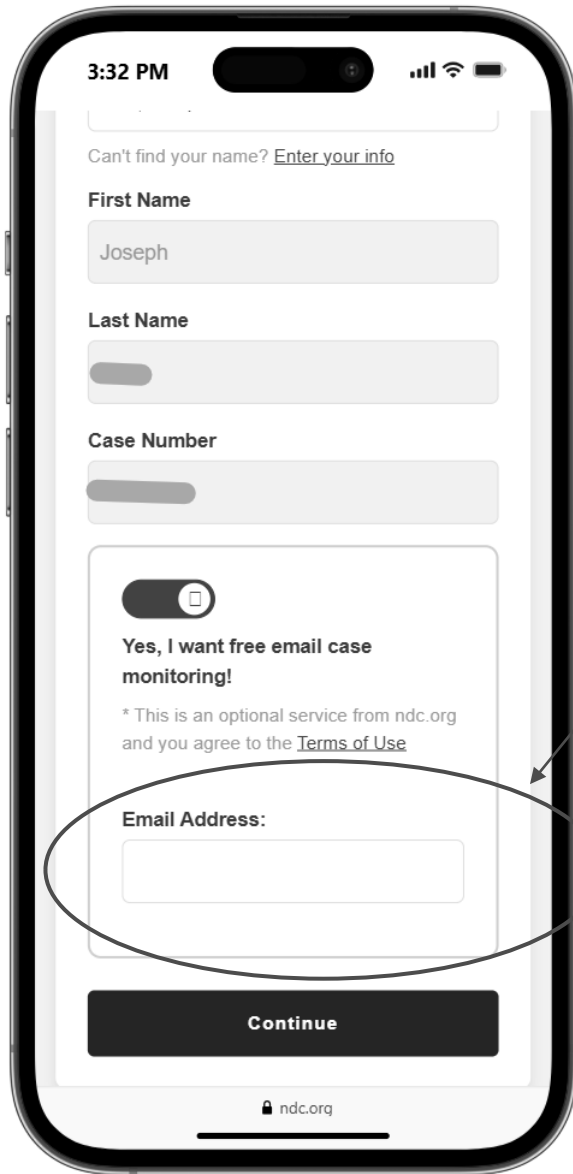 3:32 PM
Can't find your name? Enter your info
First Name
Joseph
Last Name
Case Number
Yes, I want free email case
monitoring!
* This is an optional service from ndc.org
and you agree to the Terms of Use
Email Address:
Continue
ndc.org